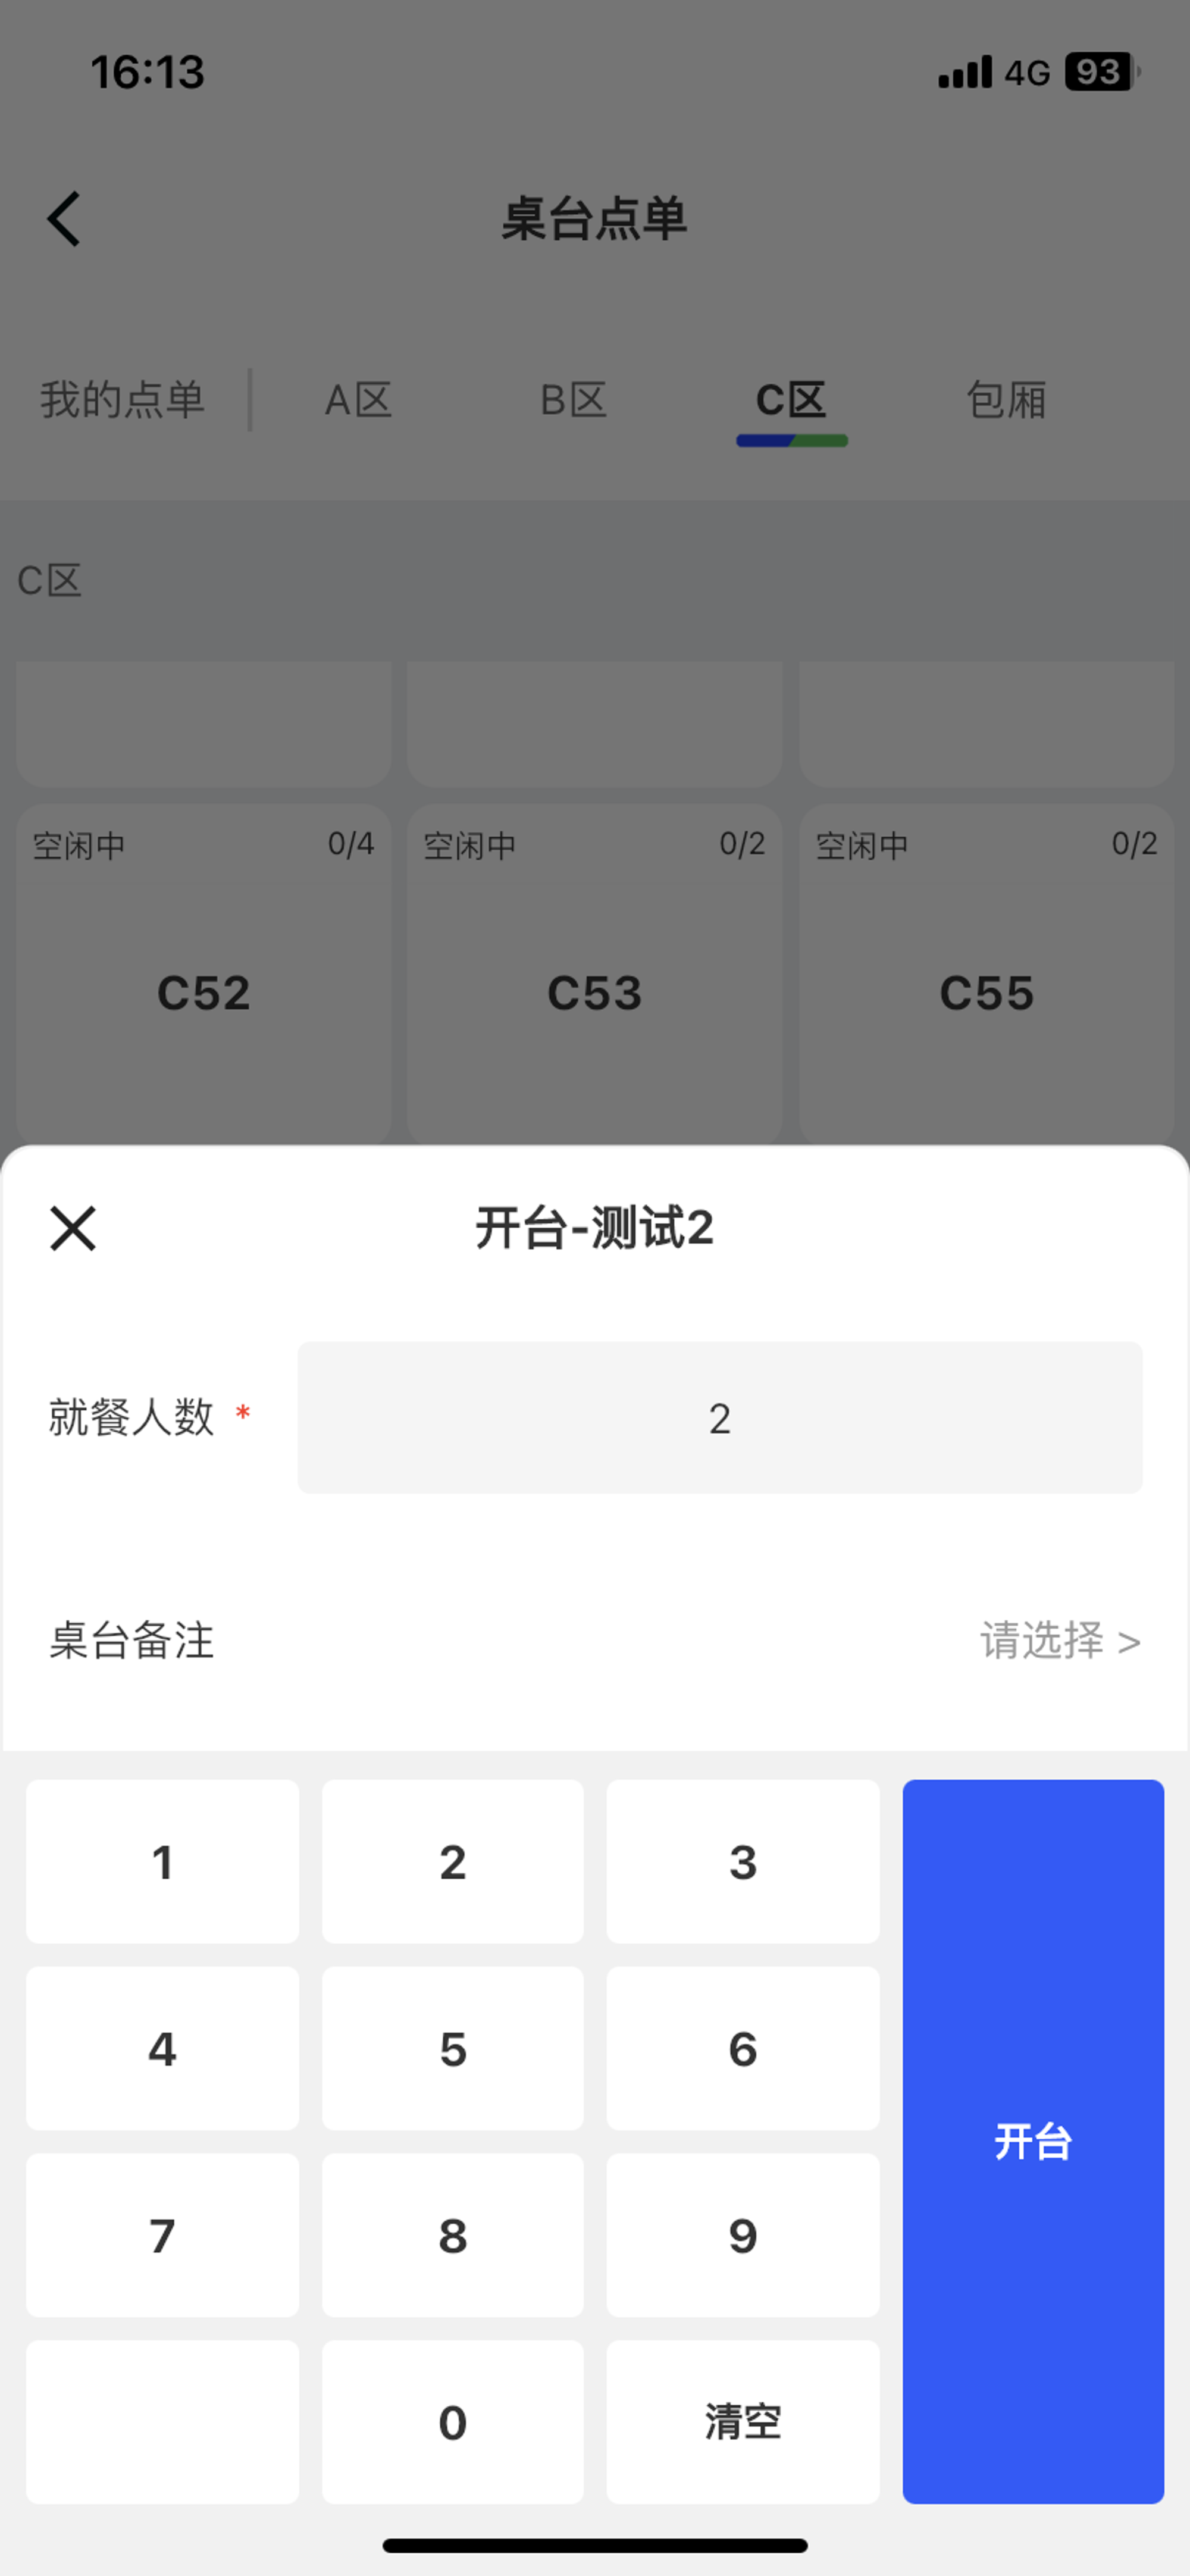 16:13 4G 93
桌台点单
我的点单 A区 B区 C区 包厢
C区
空闲中 0/4 空闲中 0/2 空闲中 0/2
C52 C53 C55
开台-测试2
就餐人数 * 2
桌台备注 请选择 >
1 2 3
4 5 6
开台
7 8 9
0 清空